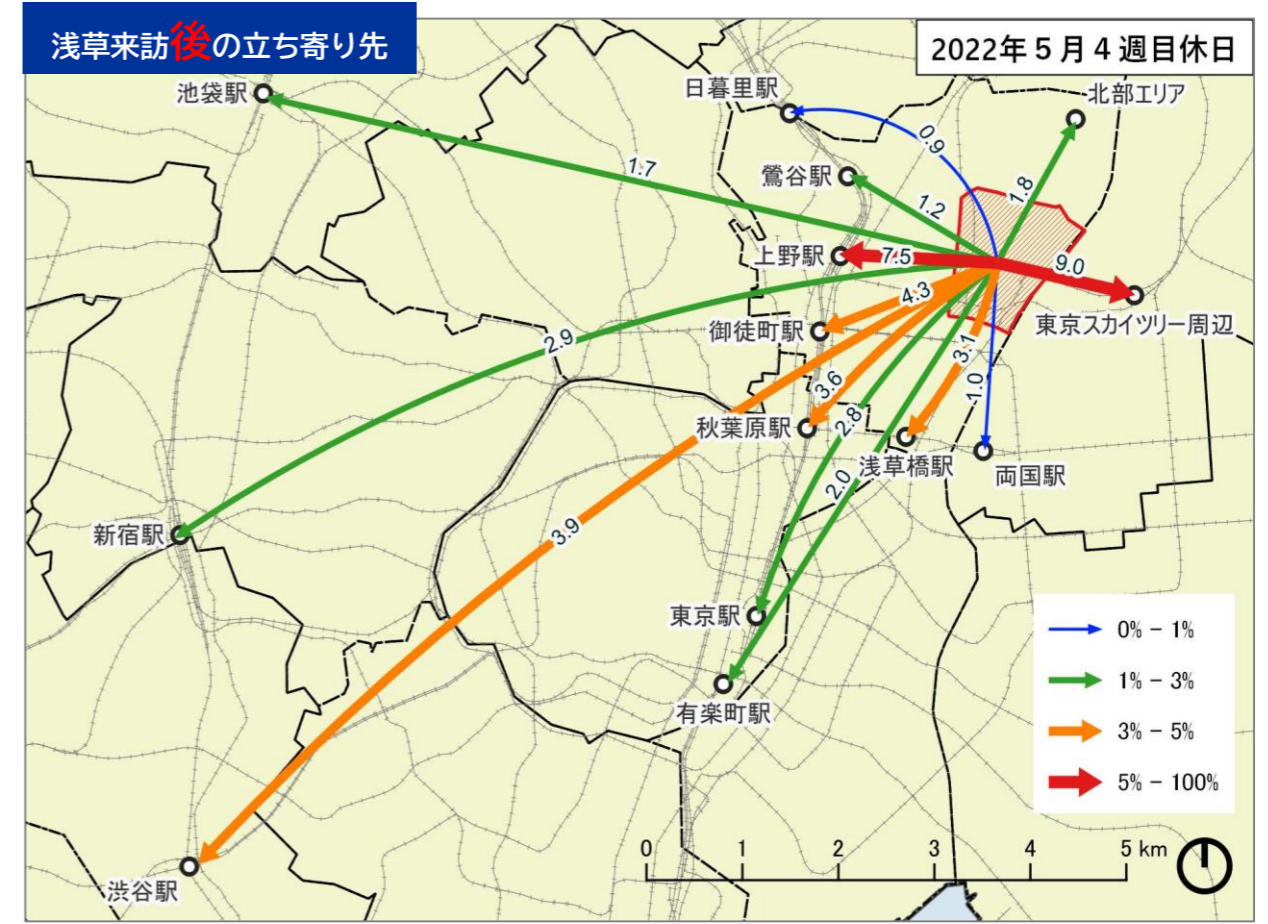 浅草来訪後の立ち寄り先
2022年5月4週目休日
池袋駅
日暮里駅
北部エリア
0.9
1.7
鶯谷駅
1.8
1.2
上野駅
7.5
9.0
4.3
御徒町駅
東京スカイツリー周辺
2.9
3.1
3.6
1.0
2.8
秋葉原駅
浅草橋駅
両国駅
2.0
新宿駅
3.9
東京駅
有楽町駅
0% - 1%
1% - 3%
3% - 5%
5% - 100%
0 1 2 3 4 5 km
渋谷駅